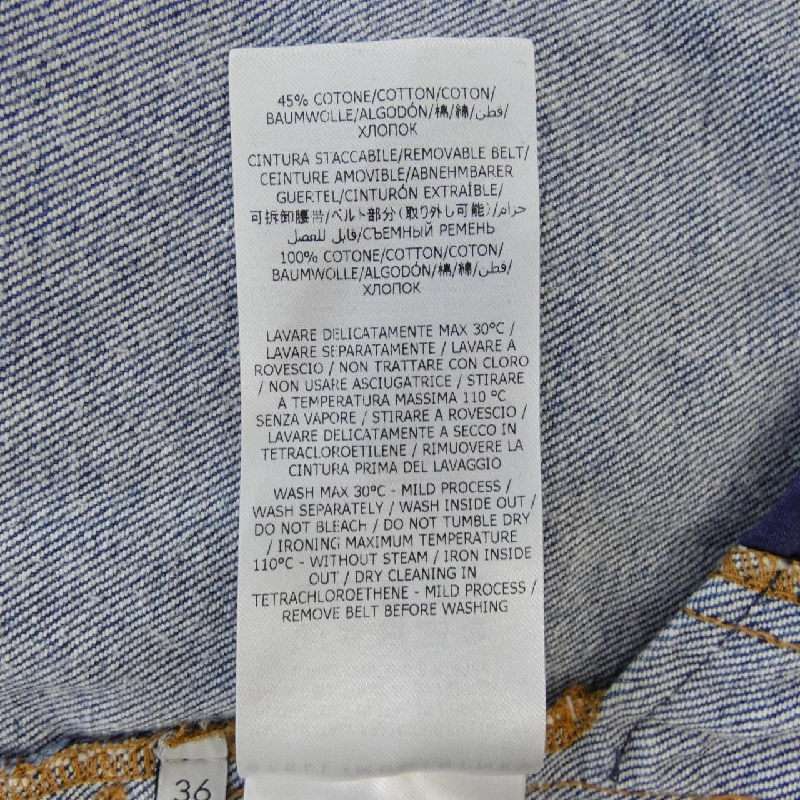 45% COTONE/COTTON/COTON/
BAUMWOLLE/ALGODÓN/棉/綿/قطن/
ХЛОПОК
CINTURA STACCABILE/REMOVABLE BELT/
CEINTURE AMOVIBLE/ABNEHMBARER
GUERTEL/CINTURÓN EXTRAÍBLE/
可拆卸腰带/ベルト部分(取り外し可能)/حزام
قابل للفصل/СЪЕМНЫЙ РЕМЕНЬ
100% COTONE/COTTON/COTON/
BAUMWOLLE/ALGODÓN/棉/綿/قطن/
ХЛОПОК
LAVARE DELICATAMENTE MAX 30°C /
LAVARE SEPARATAMENTE / LAVARE A
ROVESCIO / NON TRATTARE CON CLORO
/ NON USARE ASCIUGATRICE / STIRARE
A TEMPERATURA MASSIMA 110 °C
SENZA VAPORE / STIRARE A ROVESCIO /
LAVARE DELICATAMENTE A SECCO IN
TETRACLOROETILENE / RIMUOVERE LA
CINTURA PRIMA DEL LAVAGGIO
WASH MAX 30°C - MILD PROCESS /
WASH SEPARATELY / WASH INSIDE OUT /
DO NOT BLEACH / DO NOT TUMBLE DRY
/ IRONING MAXIMUM TEMPERATURE
110°C - WITHOUT STEAM / IRON INSIDE
OUT / DRY CLEANING IN
TETRACHLOROETHENE - MILD PROCESS /
REMOVE BELT BEFORE WASHING
36